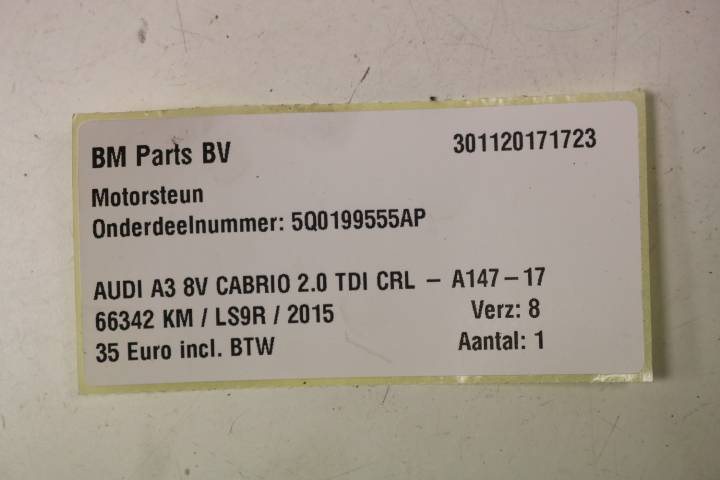 BM Parts BV 301120171723
Motorsteun
Onderdeelnummer: 5Q0199555AP
AUDI A3 8V CABRIO 2.0 TDI CRL – A147–17
66342 KM / LS9R / 2015 Verz: 8
35 Euro incl. BTW Aantal: 1